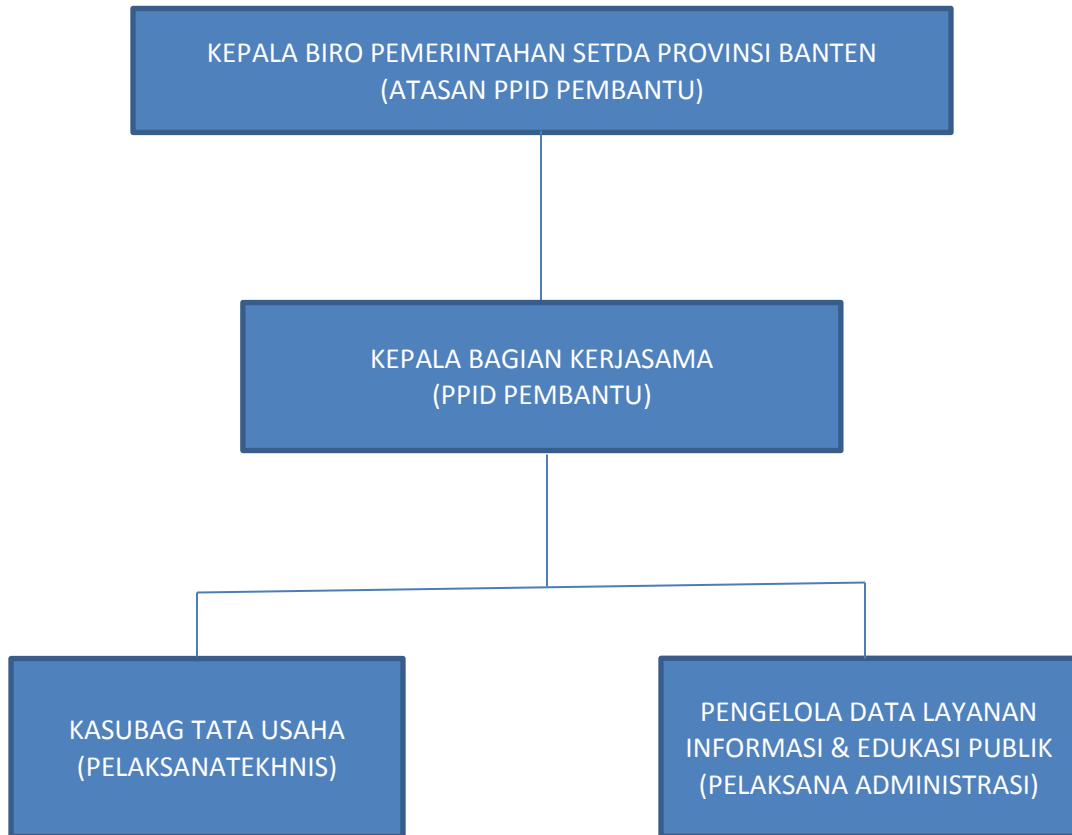 KEPALA BIRO PEMERINTAHAN SETDA PROVINSI BANTEN
(ATASAN PPID PEMBANTU)
KEPALA BAGIAN KERJASAMA
(PPID PEMBANTU)
KASUBAG TATA USAHA
(PELAKSANATEKHNIS)
PENGELOLA DATA LAYANAN
INFORMASI & EDUKASI PUBLIK
(PELAKSANA ADMINISTRASI)